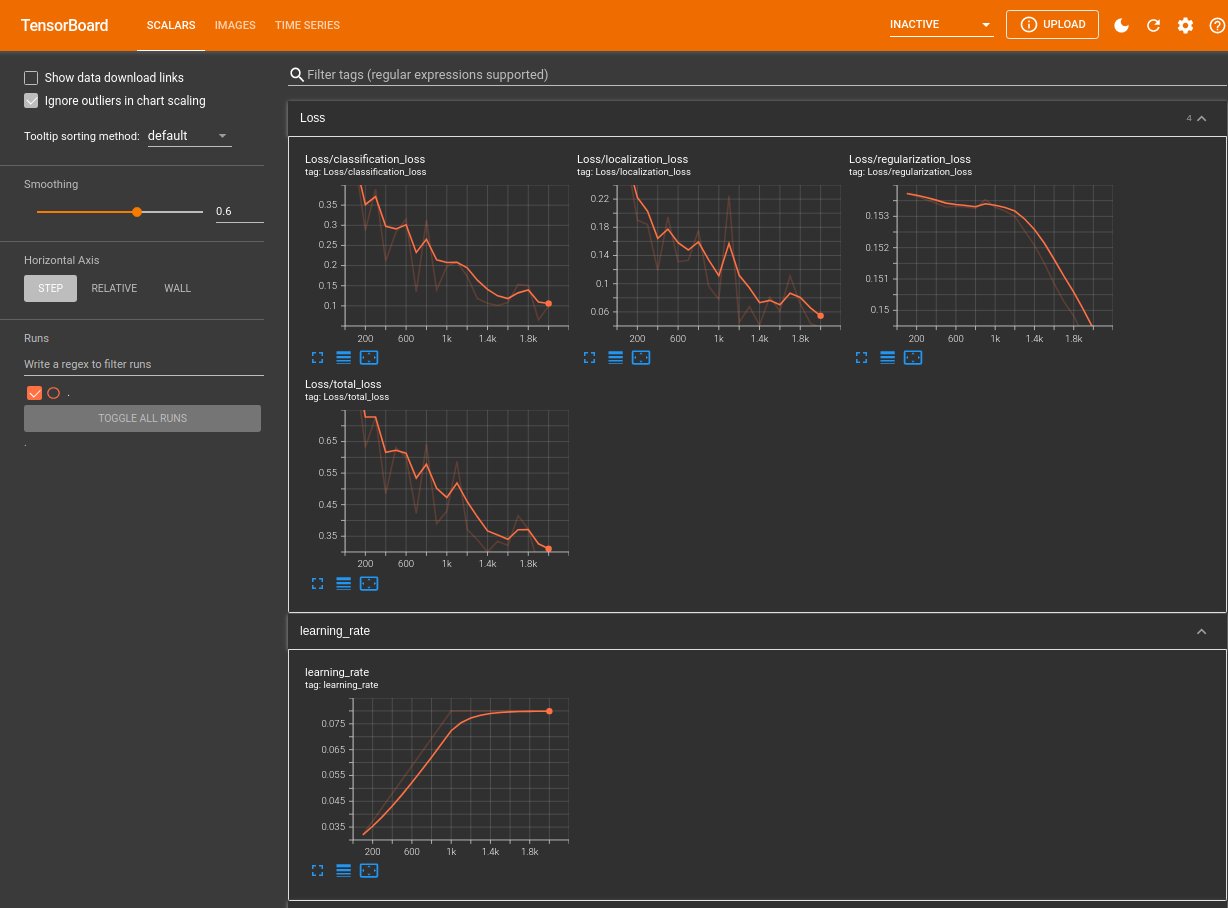 TensorBoard SCALARS IMAGES TIME SERIES INACTIVE UPLOAD
Show data download links
Ignore outliers in chart scaling
Tooltip sorting method: default
Smoothing
0.6
Horizontal Axis
STEP RELATIVE WALL
Runs
Write a regex to filter runs
.
TOGGLE ALL RUNS
.
Filter tags (regular expressions supported)
Loss 4
Loss/classification_loss
tag: Loss/classification_loss
0.35
0.3
0.25
0.2
0.15
0.1
200 600 1k 1.4k 1.8k
Loss/localization_loss
tag: Loss/localization_loss
0.22
0.18
0.14
0.1
0.06
200 600 1k 1.4k 1.8k
Loss/regularization_loss
tag: Loss/regularization_loss
0.153
0.152
0.151
0.15
200 600 1k 1.4k 1.8k
Loss/total_loss
tag: Loss/total_loss
0.65
0.55
0.45
0.35
200 600 1k 1.4k 1.8k
learning_rate
learning_rate
tag: learning_rate
0.075
0.065
0.055
0.045
0.035
200 600 1k 1.4k 1.8k